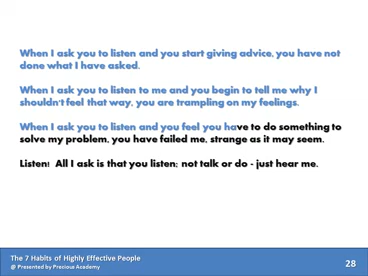 When I ask you to listen and you start giving advice, you have not
done what I have asked.
When I ask you to listen to me and you begin to tell me why I
shouldn't feel that way, you are trampling on my feelings.
When I ask you to listen and you feel you have to do something to
solve my problem, you have failed me, strange as it may seem.
Listen! All I ask is that you listen; not talk or do - just hear me.
The 7 Habits of Highly Effective People
@ Presented by Precious Academy
28